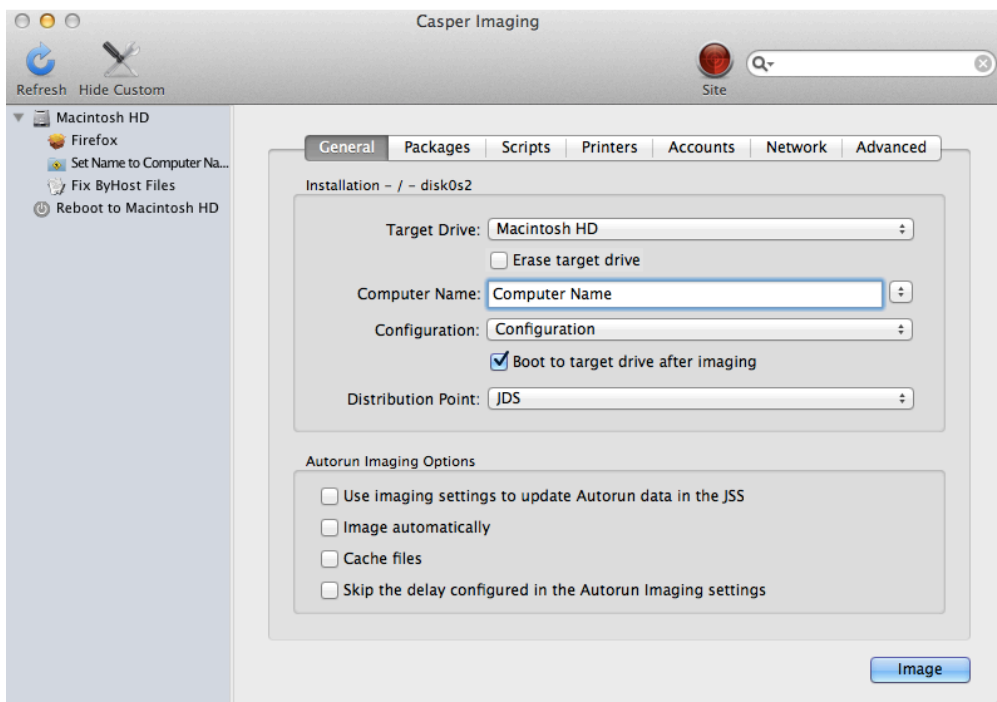 Casper Imaging
Refresh Hide Custom
Site
Macintosh HD
Firefox
Set Name to Computer Na...
Fix ByHost Files
Reboot to Macintosh HD
General Packages Scripts Printers Accounts Network Advanced
Installation - / - disk0s2
Target Drive: Macintosh HD
Erase target drive
Computer Name: Computer Name
Configuration: Configuration
Boot to target drive after imaging
Distribution Point: JDS
Autorun Imaging Options
Use imaging settings to update Autorun data in the JSS
Image automatically
Cache files
Skip the delay configured in the Autorun Imaging settings
Image